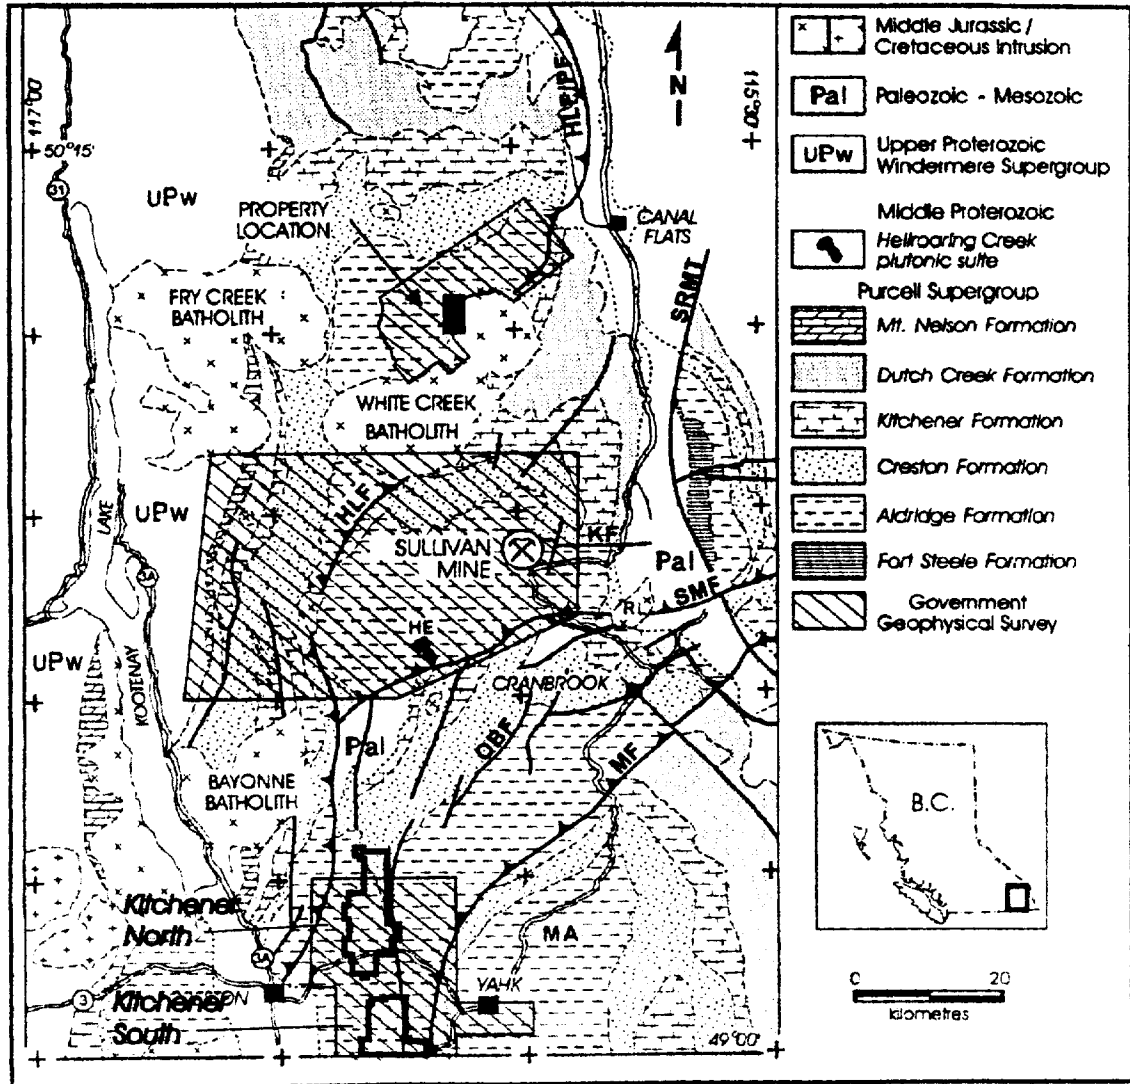 117°00'
50°15'
31
UPw
PROPERTY
LOCATION
HLF/PF
N
115°00'
CANAL
FLATS
FRY CREEK
BATHOLITH
SRMT
WHITE CREEK
BATHOLITH
LAKE
UPw
HLF
SULLIVAN
MINE
KF
Pal
3A
RL
SMF
HE
UPw
KOOTENAY
CRANBROOK
Pal
QBF
MF
BAYONNE
BATHOLITH
Kitchener
North
MA
3A
YAHK
3
Kitchener
South
49°00'
Middle Jurassic /
Cretaceous Intrusion
Pal
Paleozoic - Mesozoic
UPw
Upper Proterozoic
Windermere Supergroup
Middle Proterozoic
Hellroaring Creek
plutonic suite
Purcell Supergroup
Mt. Nelson Formation
Dutch Creek Formation
Kitchener Formation
Creston Formation
Aldridge Formation
Fort Steele Formation
Government
Geophysical Survey
B.C.
0
20
kilometres